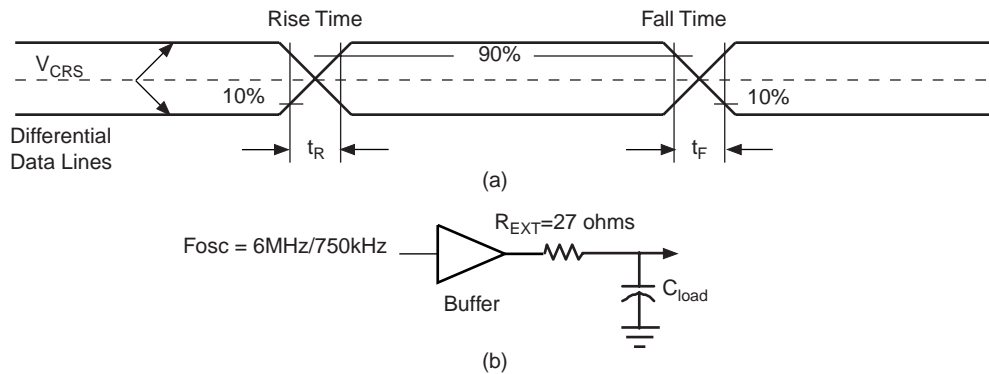 Rise Time
Fall Time
V_CRS
90%
10%
10%
Differential
Data Lines
t_R
t_F
(a)
R_EXT=27 ohms
Fosc = 6MHz/750kHz
Buffer
C_load
(b)